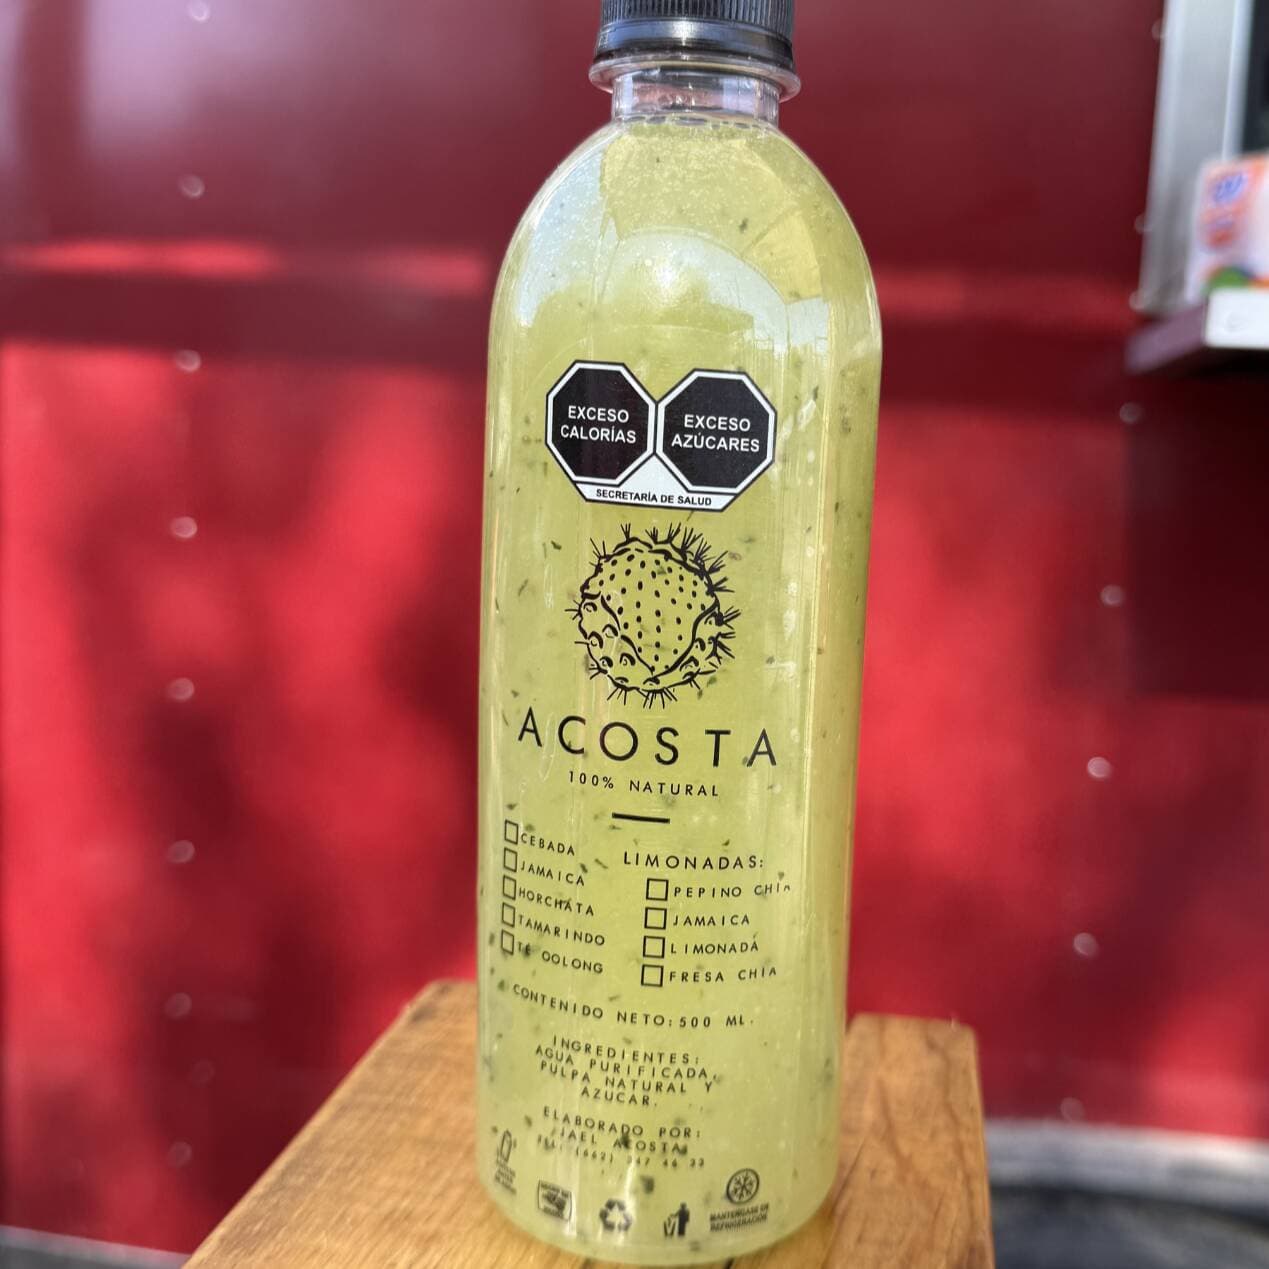 EXCESO
CALORÍAS
EXCESO
AZÚCARES
SECRETARÍA DE SALUD
ACOSTA
100% NATURAL
CEBADA
JAMAICA
HORCHATA
TAMARINDO
TÉ OOLONG
LIMONADAS:
PEPINO CHÍA
JAMAICA
LIMONADA
FRESA CHÍA
CONTENIDO NETO: 500 ML.
INGREDIENTES:
AGUA PURIFICADA,
PULPA NATURAL Y
AZUCAR.
ELABORADO POR:
JAEL ACOSTA
MANTENGASE EN
REFRIGERACIÓN